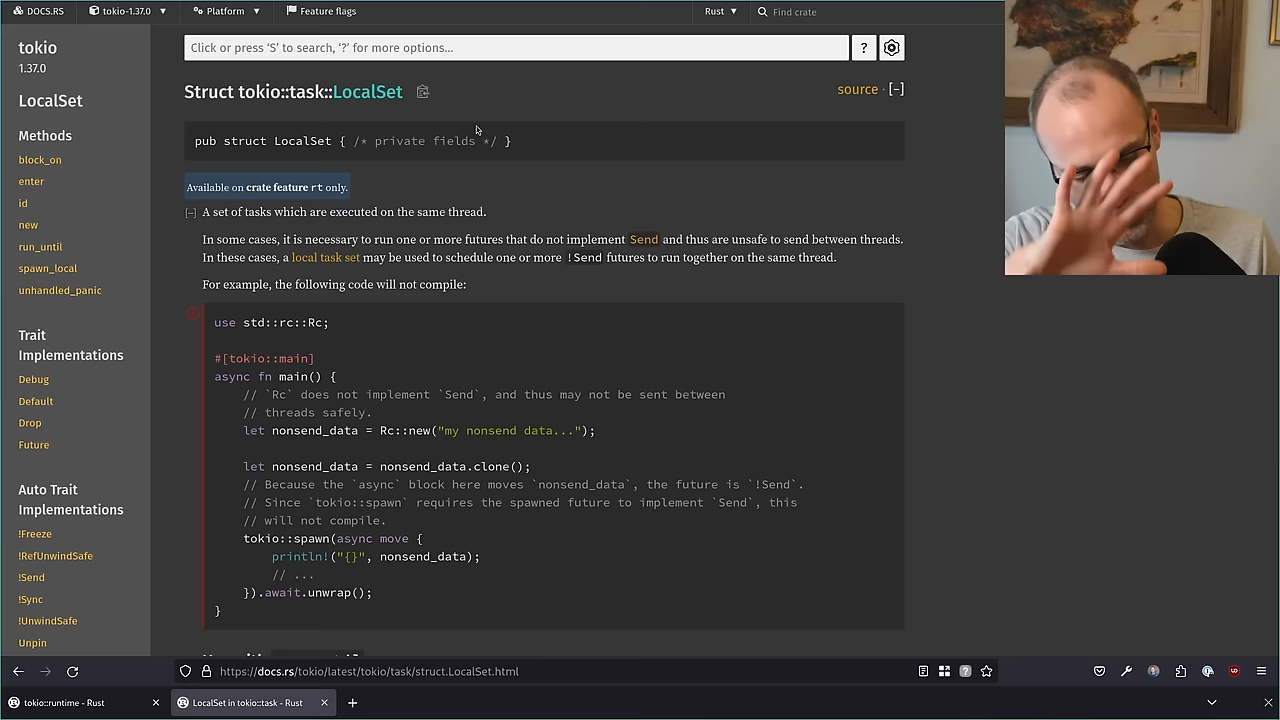 DOCS.RS
tokio-1.37.0
Platform
Feature flags
Rust
Find crate
tokio
1.37.0
LocalSet
Methods
block_on
enter
id
new
run_until
spawn_local
unhandled_panic
Trait
Implementations
Debug
Default
Drop
Future
Auto Trait
Implementations
!Freeze
!RefUnwindSafe
!Send
!Sync
!UnwindSafe
Unpin
Click or press ‘S’ to search, ‘?’ for more options…
?
Struct tokio::task::LocalSet
source · [-]
pub struct LocalSet { /* private fields */ }
Available on crate feature rt only.
[-] A set of tasks which are executed on the same thread.
In some cases, it is necessary to run one or more futures that do not implement Send and thus are unsafe to send between threads.
In these cases, a local task set may be used to schedule one or more !Send futures to run together on the same thread.
For example, the following code will not compile:
use std::rc::Rc;
#[tokio::main]
async fn main() {
// `Rc` does not implement `Send`, and thus may not be sent between
// threads safely.
let nonsend_data = Rc::new("my nonsend data...");
let nonsend_data = nonsend_data.clone();
// Because the `async` block here moves `nonsend_data`, the future is `!Send`.
// Since `tokio::spawn` requires the spawned future to implement `Send`, this
// will not compile.
tokio::spawn(async move {
println!("{}", nonsend_data);
// ...
}).await.unwrap();
}
https://docs.rs/tokio/latest/tokio/task/struct.LocalSet.html
tokio::runtime - Rust
LocalSet in tokio::task - Rust